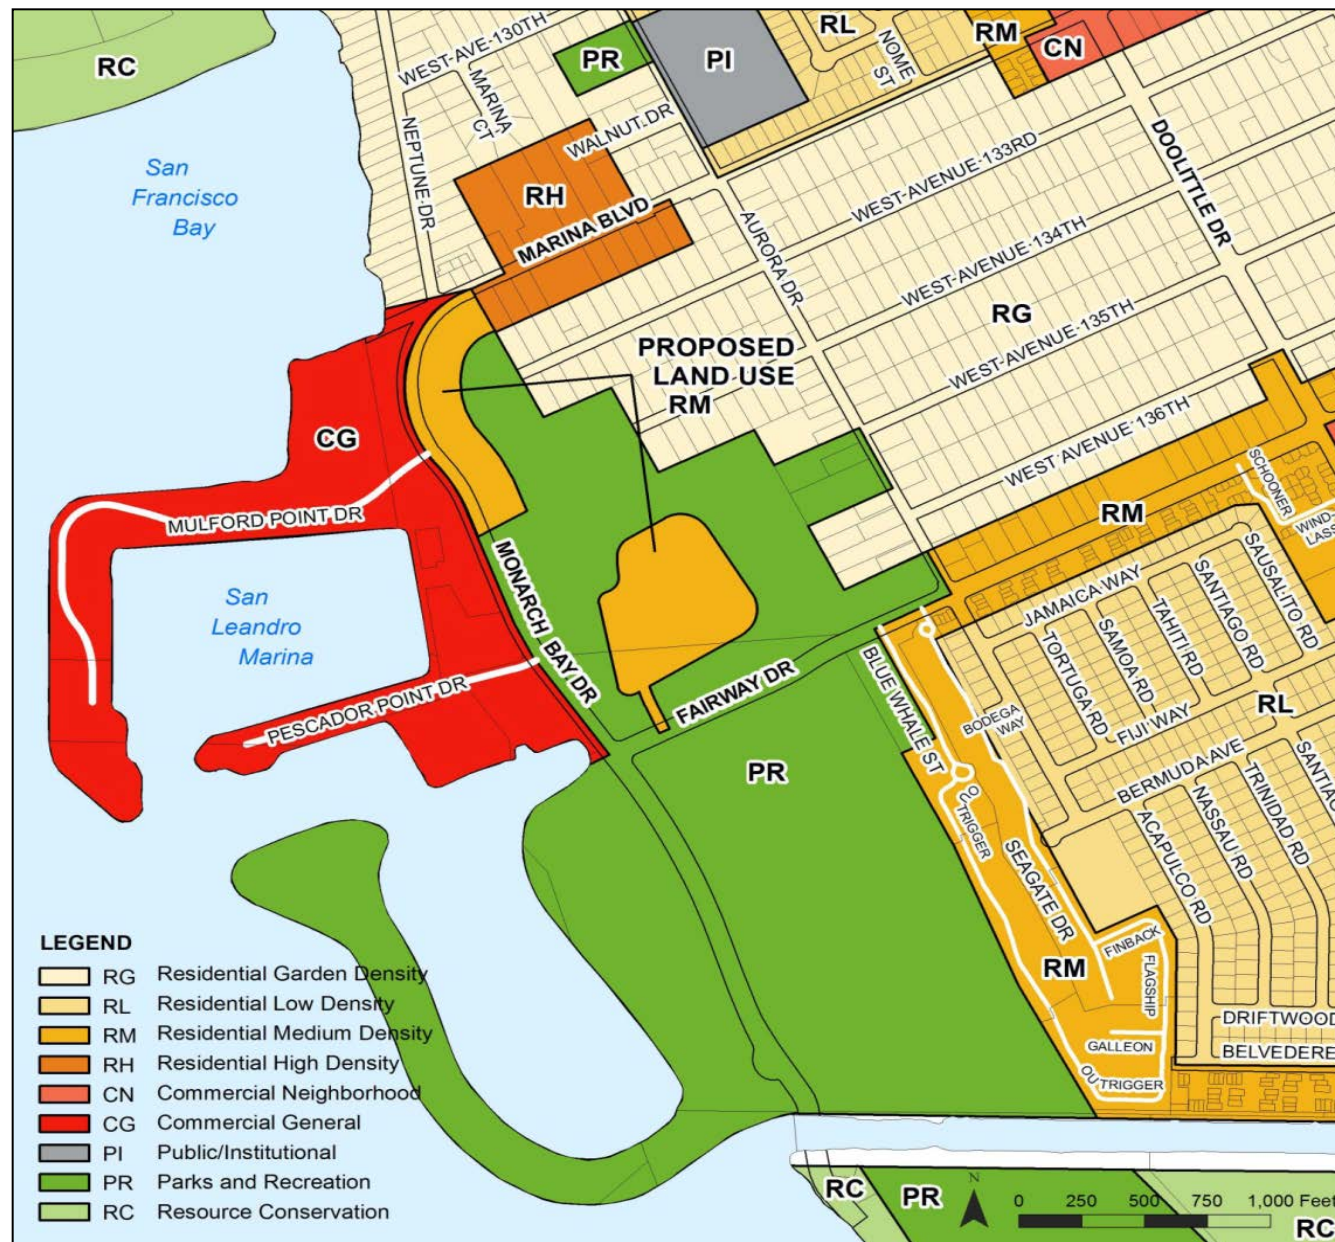 RC
RL
RM
CN
PR
PI
NOME
ST
WEST-AVE-130TH
MARINA
CT
WALNUT DR
NEPTUNE-DR
DOOLITTLE DR
WEST-AVENUE-133RD
San
Francisco
Bay
RH
MARINA BLVD
AURORA DR
WEST-AVENUE-134TH
RG
WEST-AVENUE-135TH
PROPOSED
LAND USE
RM
CG
WEST AVENUE-136TH
SCHOONER
WIND-
LASS
RM
MULFORD POINT DR
MONARCH BAY DR
JAMAICA WAY
SAUSALITO RD
SANTIAGO RD
TAHITI RD
SAMOA RD
TORTUGA RD
San
Leandro
Marina
PESCADOR POINT DR
FAIRWAY DR
BLUE WHALE ST
BODEGA
WAY
FIJI WAY
RL
BERMUDA AVE
PR
OUTRIGGER
SEAGATE DR
ACAPULCO RD
NASSAU RD
TRINIDAD RD
SANTIAG
RM
FINBACK
FLAGSHIP
GALLEON
OUTRIGGER
DRIFTWOOD
BELVEDERE
LEGEND
RG Residential Garden Density
RL Residential Low Density
RM Residential Medium Density
RH Residential High Density
CN Commercial Neighborhood
CG Commercial General
PI Public/Institutional
PR Parks and Recreation
RC Resource Conservation
RC
PR
N
0 250 500 750 1,000 Feet
RC